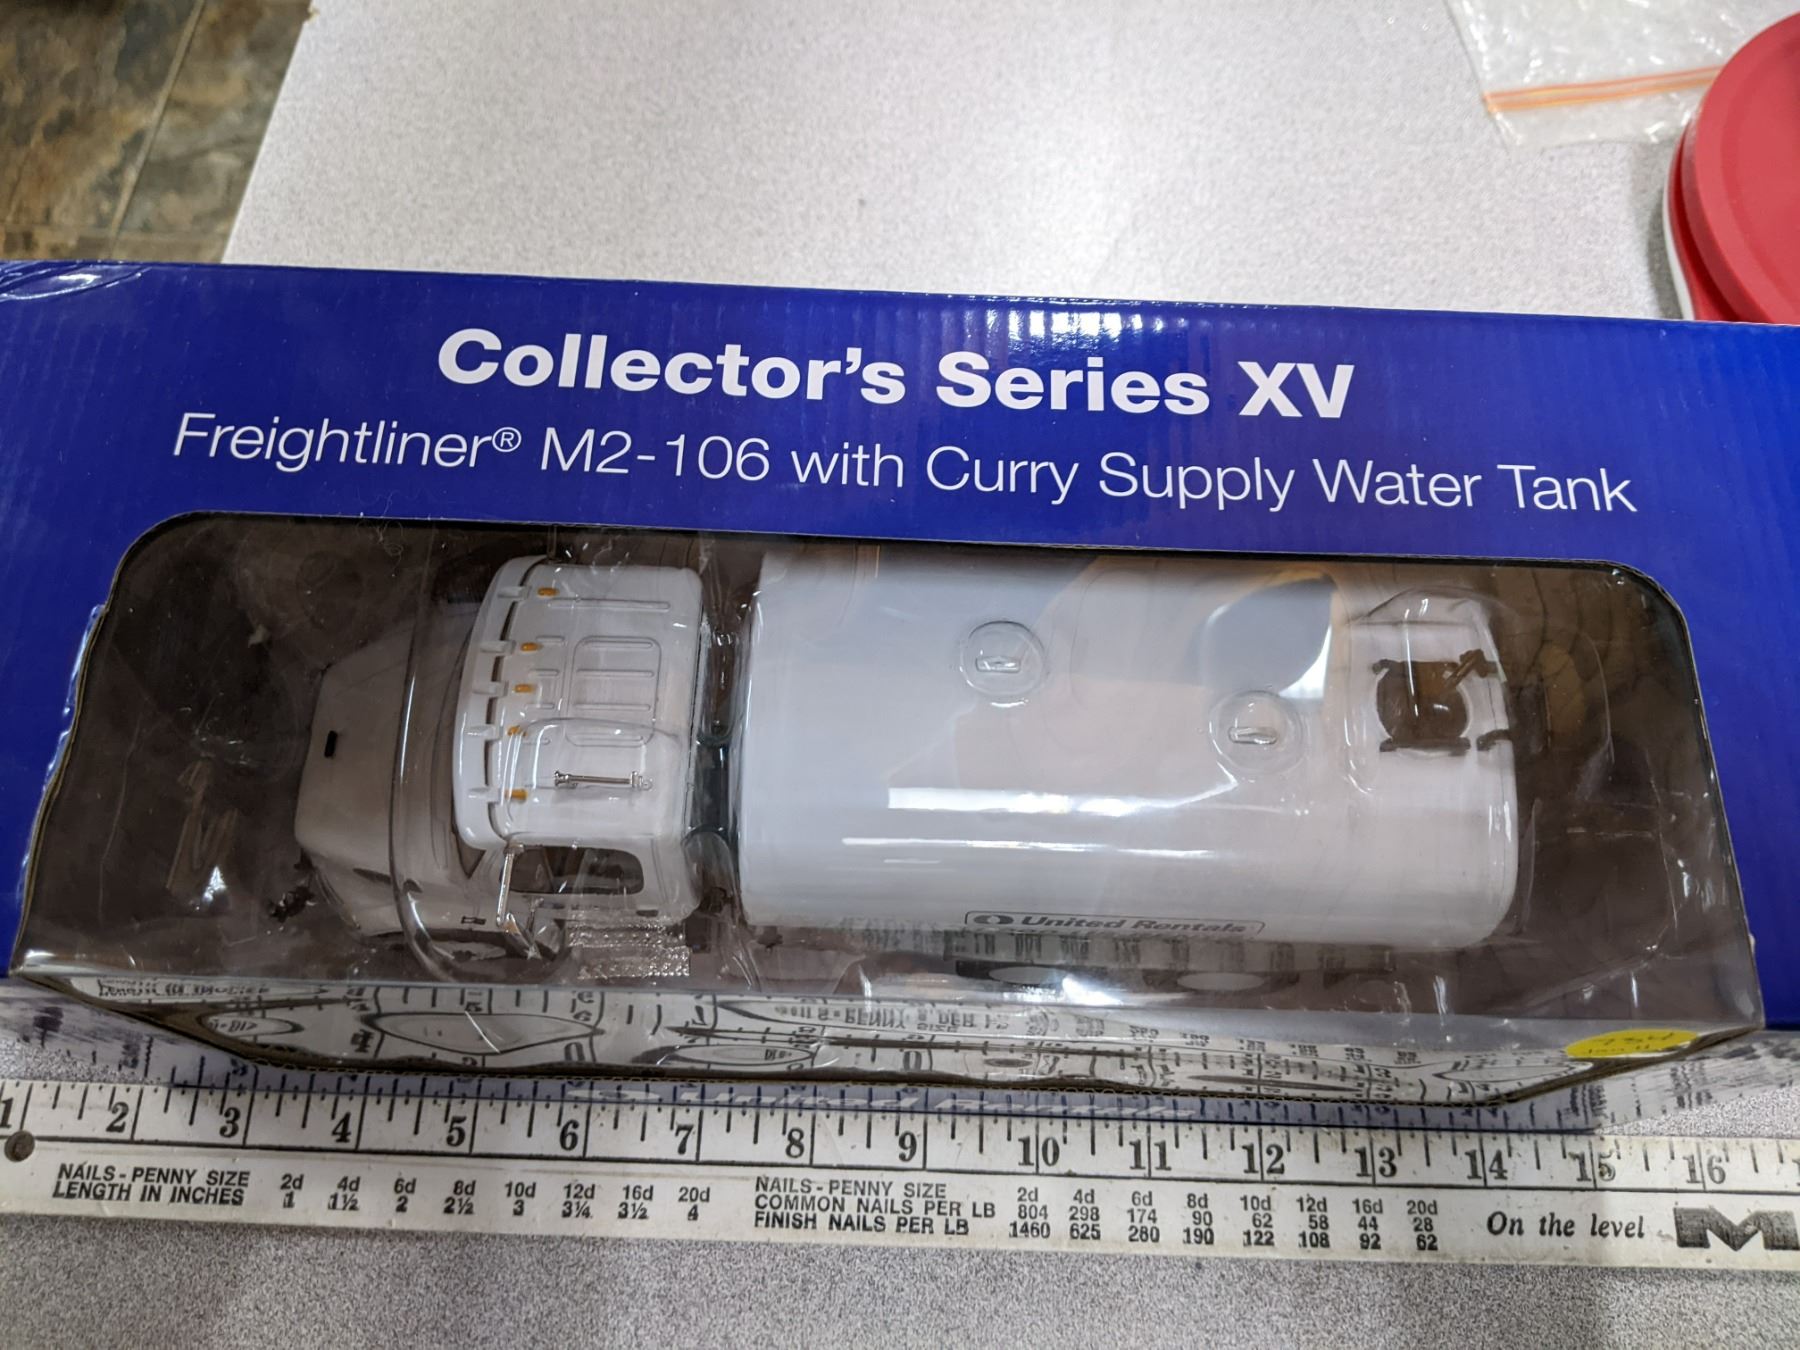 Collector's Series XV
Freightliner® M2-106 with Curry Supply Water Tank
United Rentals
1 2 3 4 5 6 7 8 9 10 11 12 13 14 15 16
NAILS - PENNY SIZE 2d 4d 6d 8d 10d 12d 16d 20d
LENGTH IN INCHES 1 1½ 2 2½ 3 3¼ 3½ 4
NAILS - PENNY SIZE 2d 4d 6d 8d 10d 12d 16d 20d
COMMON NAILS PER LB 804 298 174 90 62 58 44 28
FINISH NAILS PER LB 1460 625 280 190 122 108 92 62
On the level